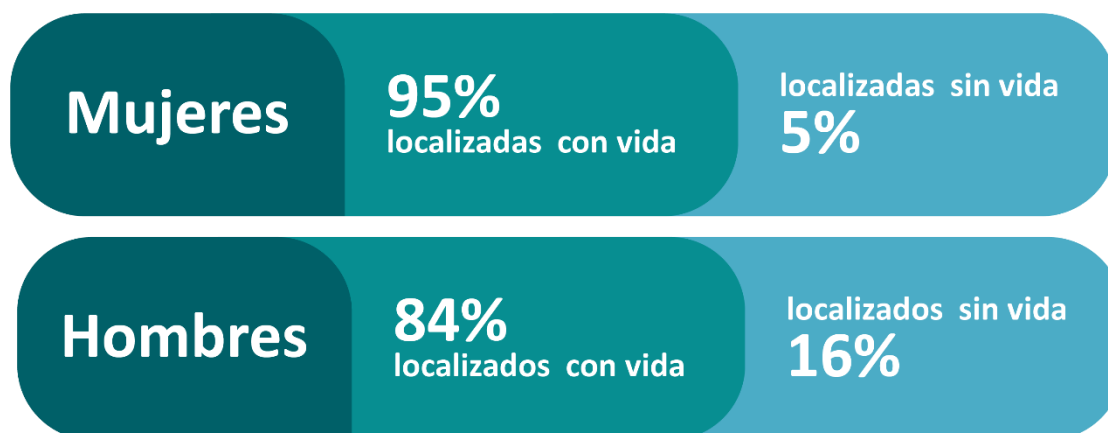 Mujeres
95%
localizadas con vida
localizadas sin vida
5%
Hombres
84%
localizados con vida
localizados sin vida
16%